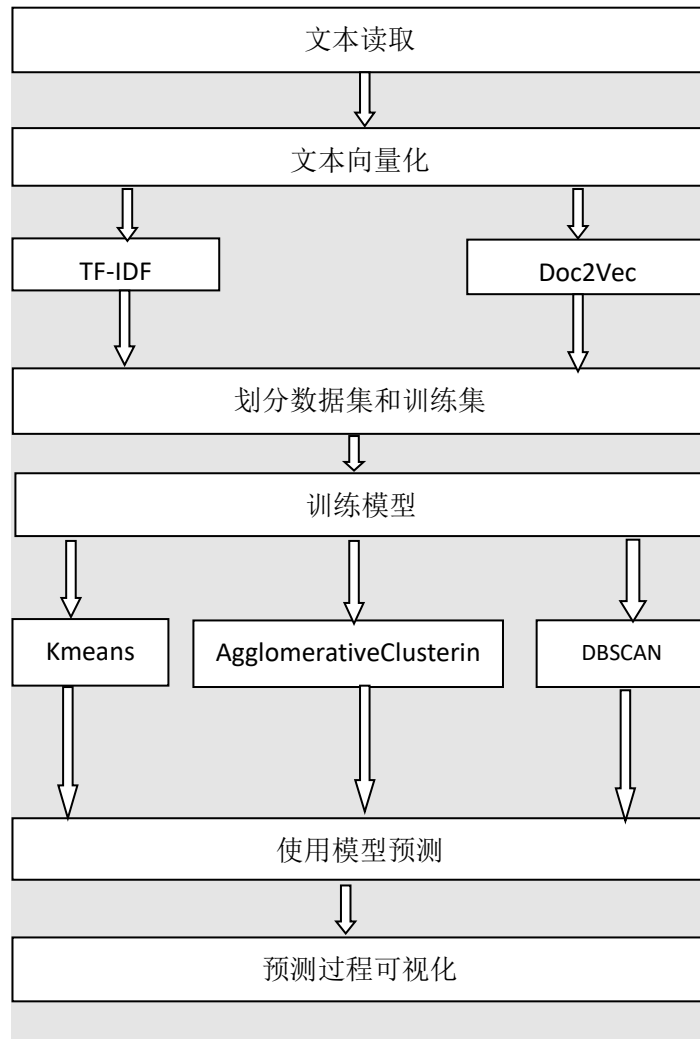 文本读取
文本向量化
TF-IDF
Doc2Vec
划分数据集和训练集
训练模型
Kmeans
AgglomerativeClusterin
DBSCAN
使用模型预测
预测过程可视化